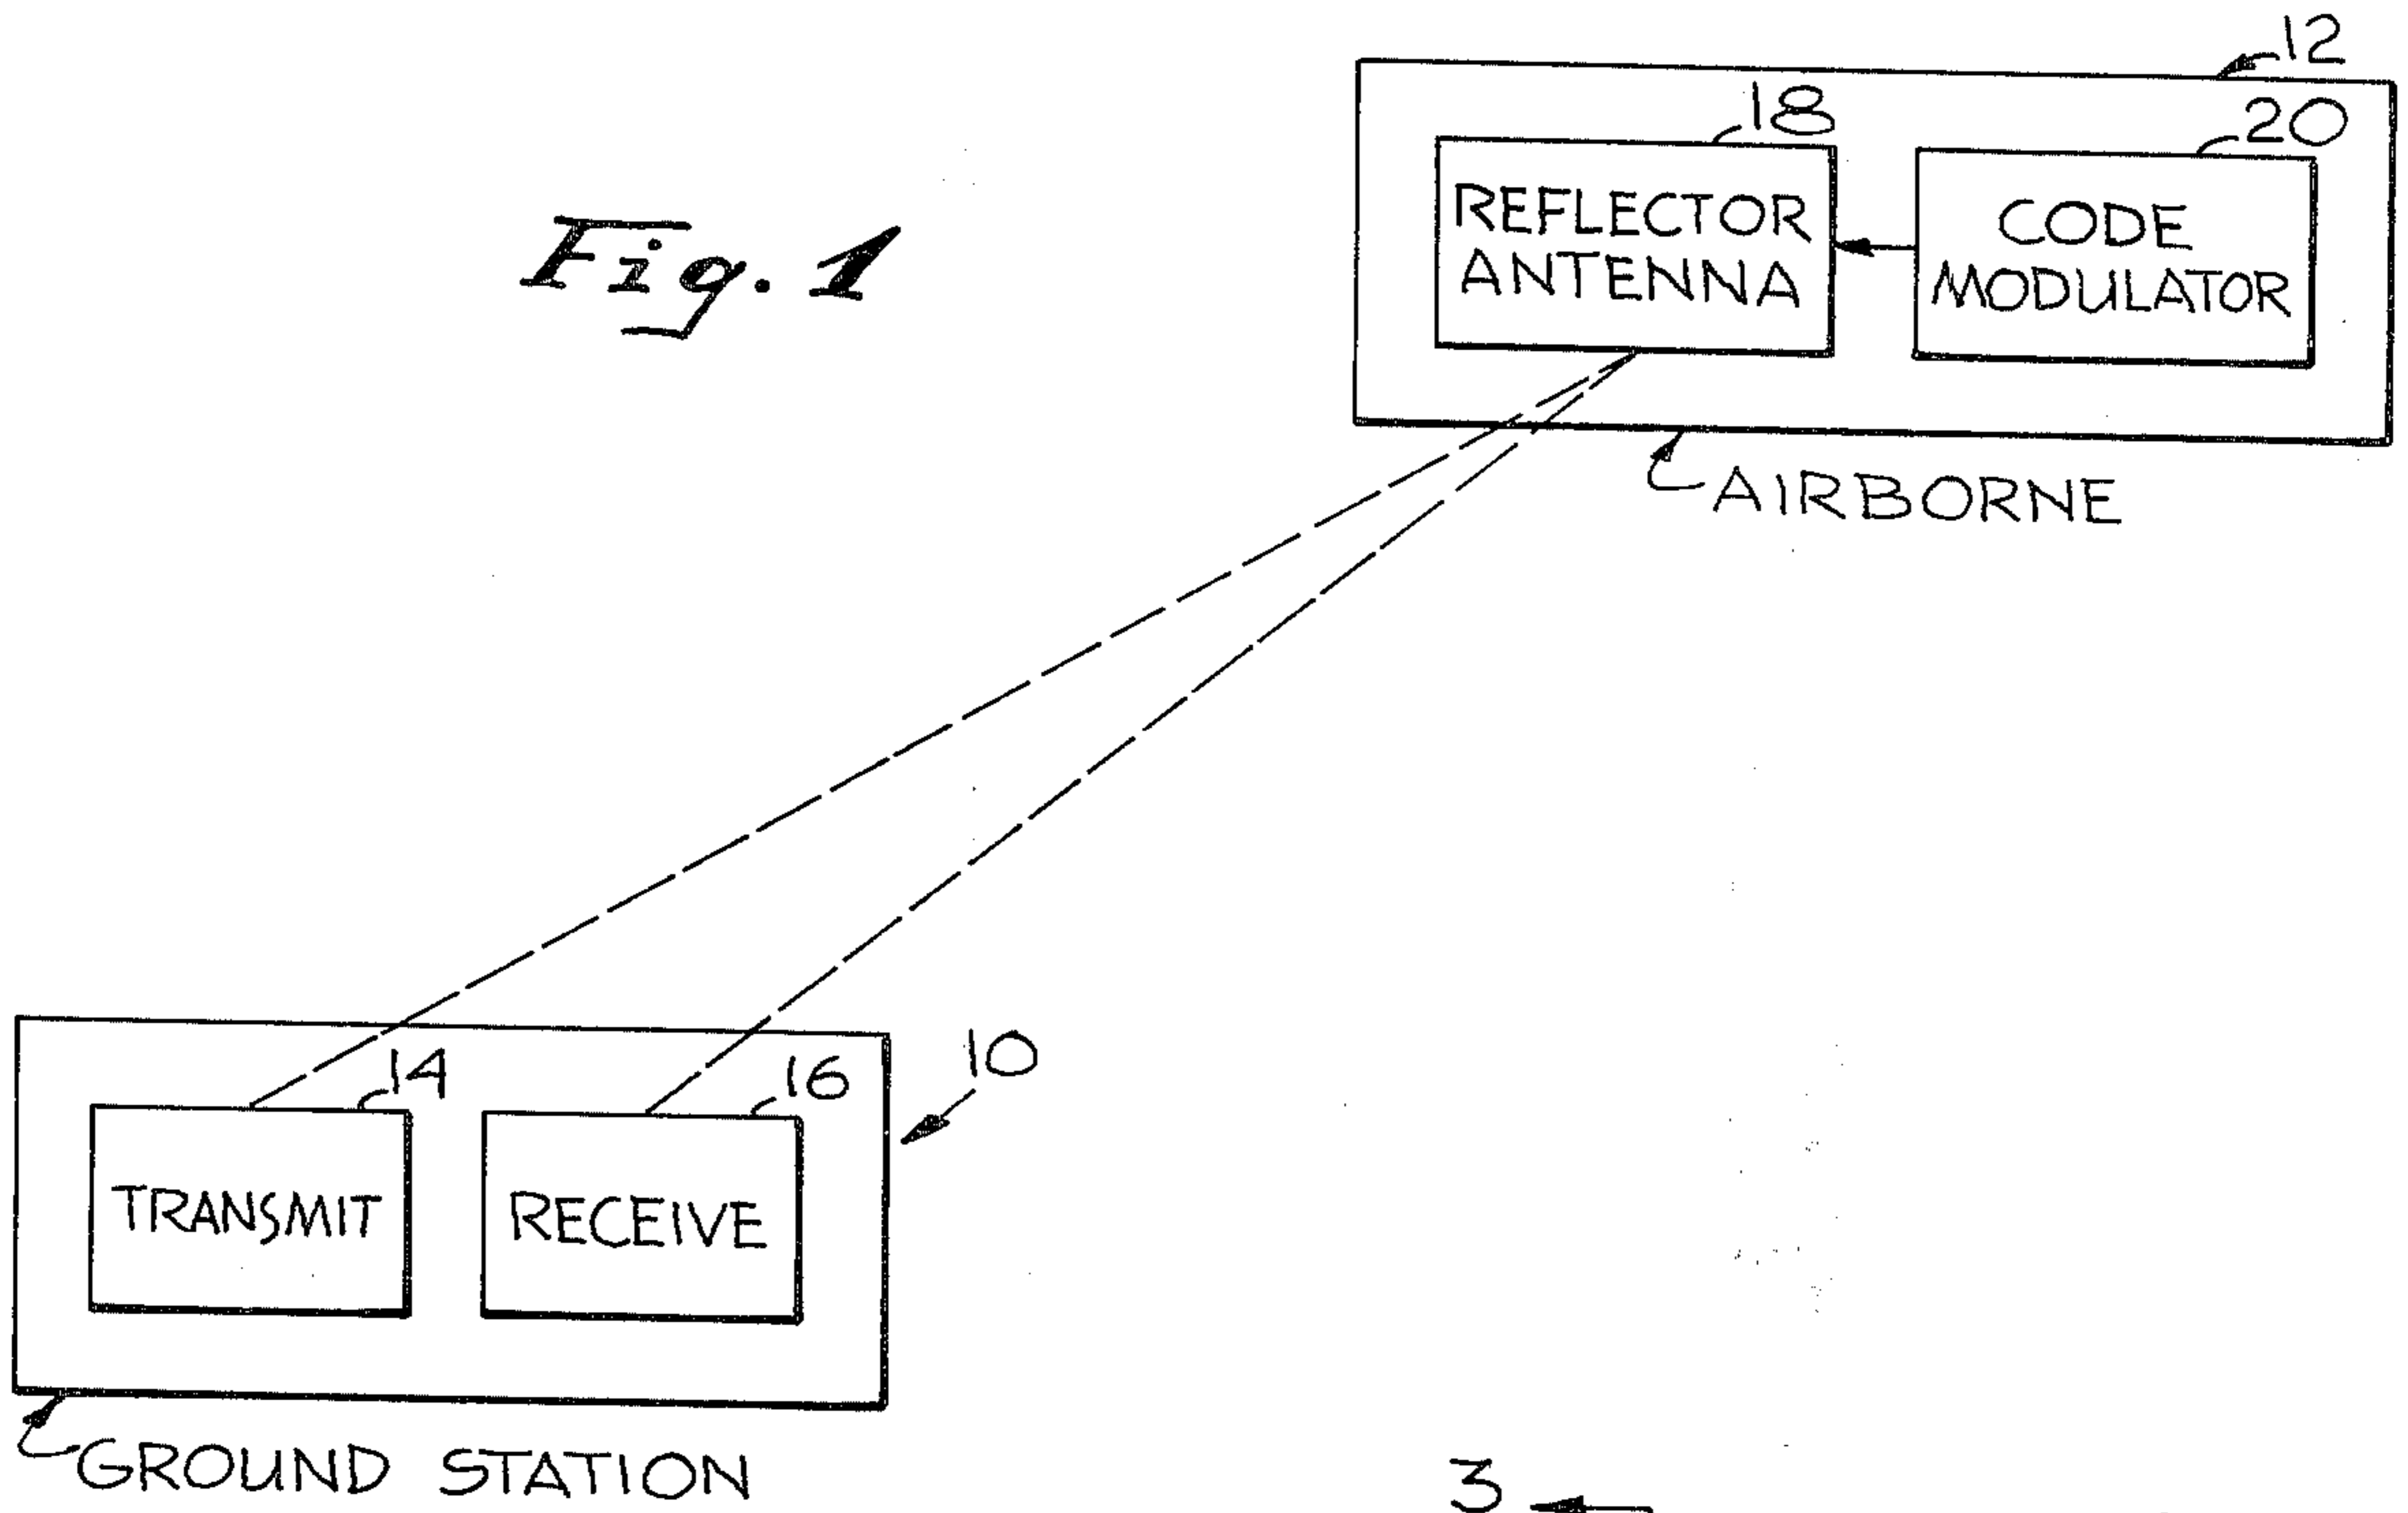 12
18
20
REFLECTOR
ANTENNA
CODE
MODULATOR
Fig. 1
AIRBORNE
10
14
16
TRANSMIT
RECEIVE
GROUND STATION
3